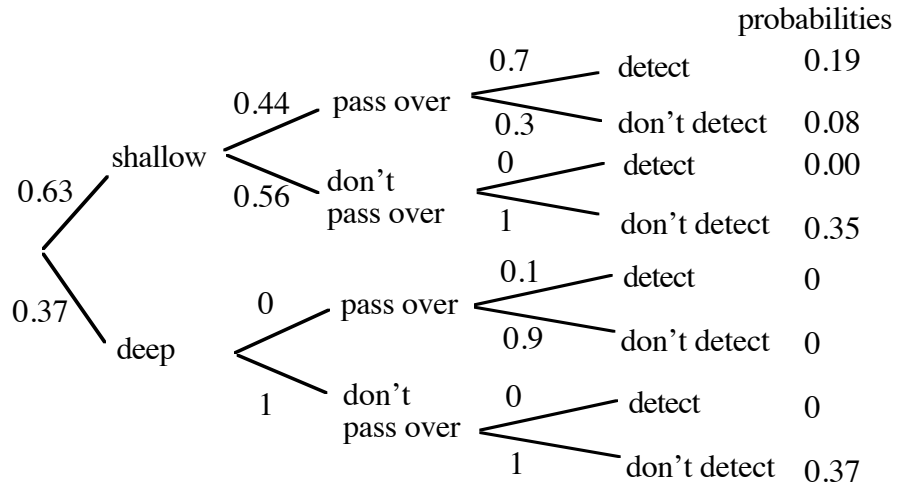 probabilities
0.7 detect 0.19
0.44 pass over
0.3 don't detect 0.08
shallow
0 detect 0.00
0.63 0.56 don't
pass over
1 don't detect 0.35
0.1 detect 0
0.37 0 pass over
0.9 don't detect 0
deep
1 don't
pass over
0 detect 0
1 don't detect 0.37